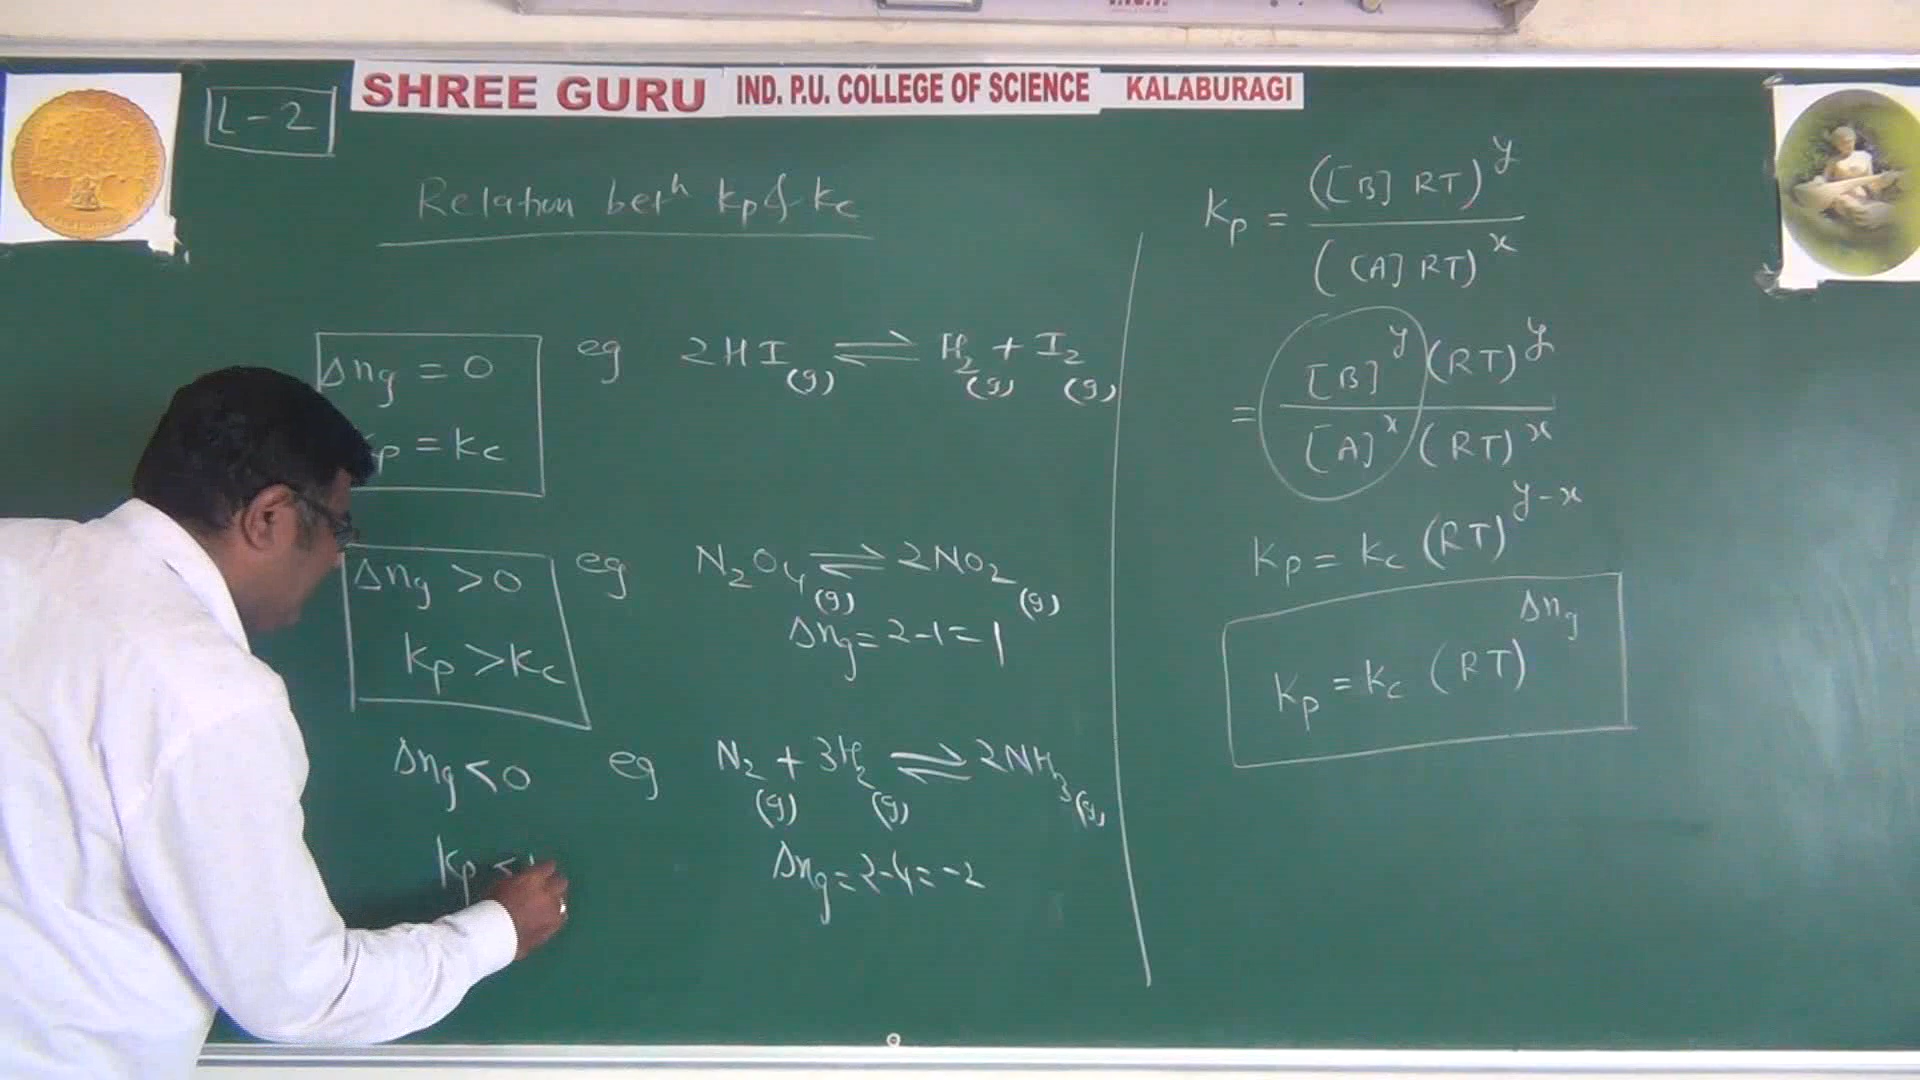 SHREE GURU IND. P.U. COLLEGE OF SCIENCE KALABURAGI
L-2
Relation betⁿ Kp & Kc
Δng = 0 eg 2HI(g) ⇌ H₂(g) + I₂(g)
Kp = Kc
Δng > 0 eg N₂O₄(g) ⇌ 2NO₂(g)
Δng = 2-1 = 1
Kp > Kc
Δng < 0 eg N₂(g) + 3H₂(g) ⇌ 2NH₃(g)
Kp <
Δng = 2-4 = -2
Kp = ([B] RT)^y / ([A] RT)^x
= [B]^y (RT)^y / [A]^x (RT)^x
Kp = Kc (RT)^y-x
Kp = Kc (RT)^Δng